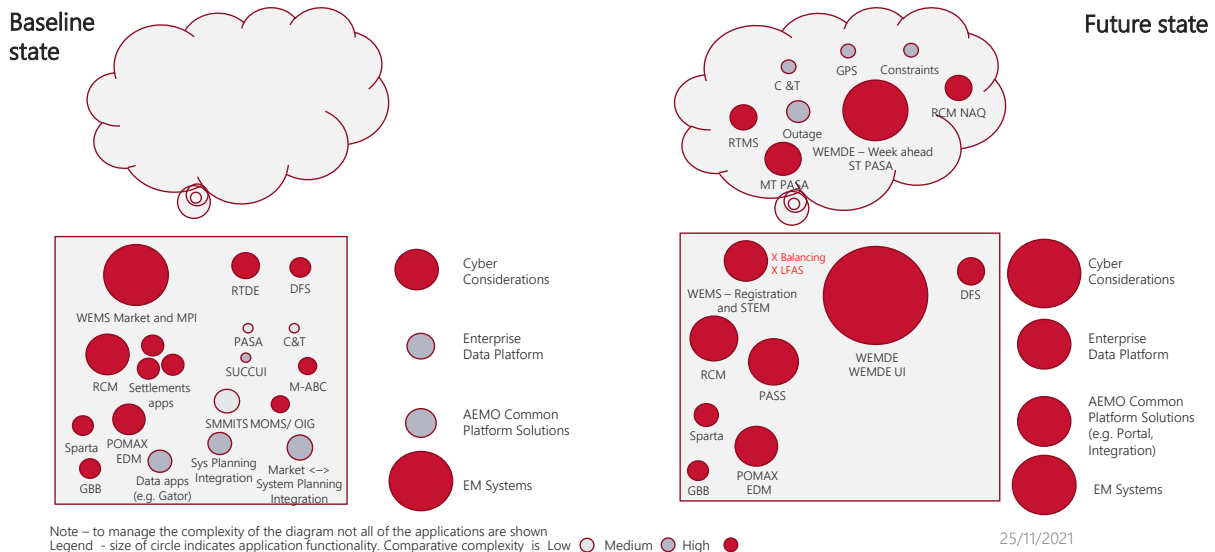 Baseline
state
Future state
C &T
GPS
Constraints
RTMS
Outage
RCM NAQ
WEMDE – Week ahead
ST PASA
MT PASA
WEMS Market and MPI
RTDE
DFS
PASA
C&T
SUCCUI
RCM
Settlements
apps
M-ABC
SMMITS
MOMS/ OIG
Sparta
POMAX
EDM
Sys Planning
Integration
GBB
Data apps
(e.g. Gator)
Market <–>
System Planning
Integration
Cyber
Considerations
Enterprise
Data Platform
AEMO Common
Platform Solutions
EM Systems
X Balancing
X LFAS
WEMS – Registration
and STEM
DFS
WEMDE
WEMDE UI
RCM
PASS
Sparta
POMAX
EDM
GBB
Cyber
Considerations
Enterprise
Data Platform
AEMO Common
Platform Solutions
(e.g. Portal,
Integration)
EM Systems
Note – to manage the complexity of the diagram not all of the applications are shown
Legend - size of circle indicates application functionality. Comparative complexity is Low Medium High
25/11/2021